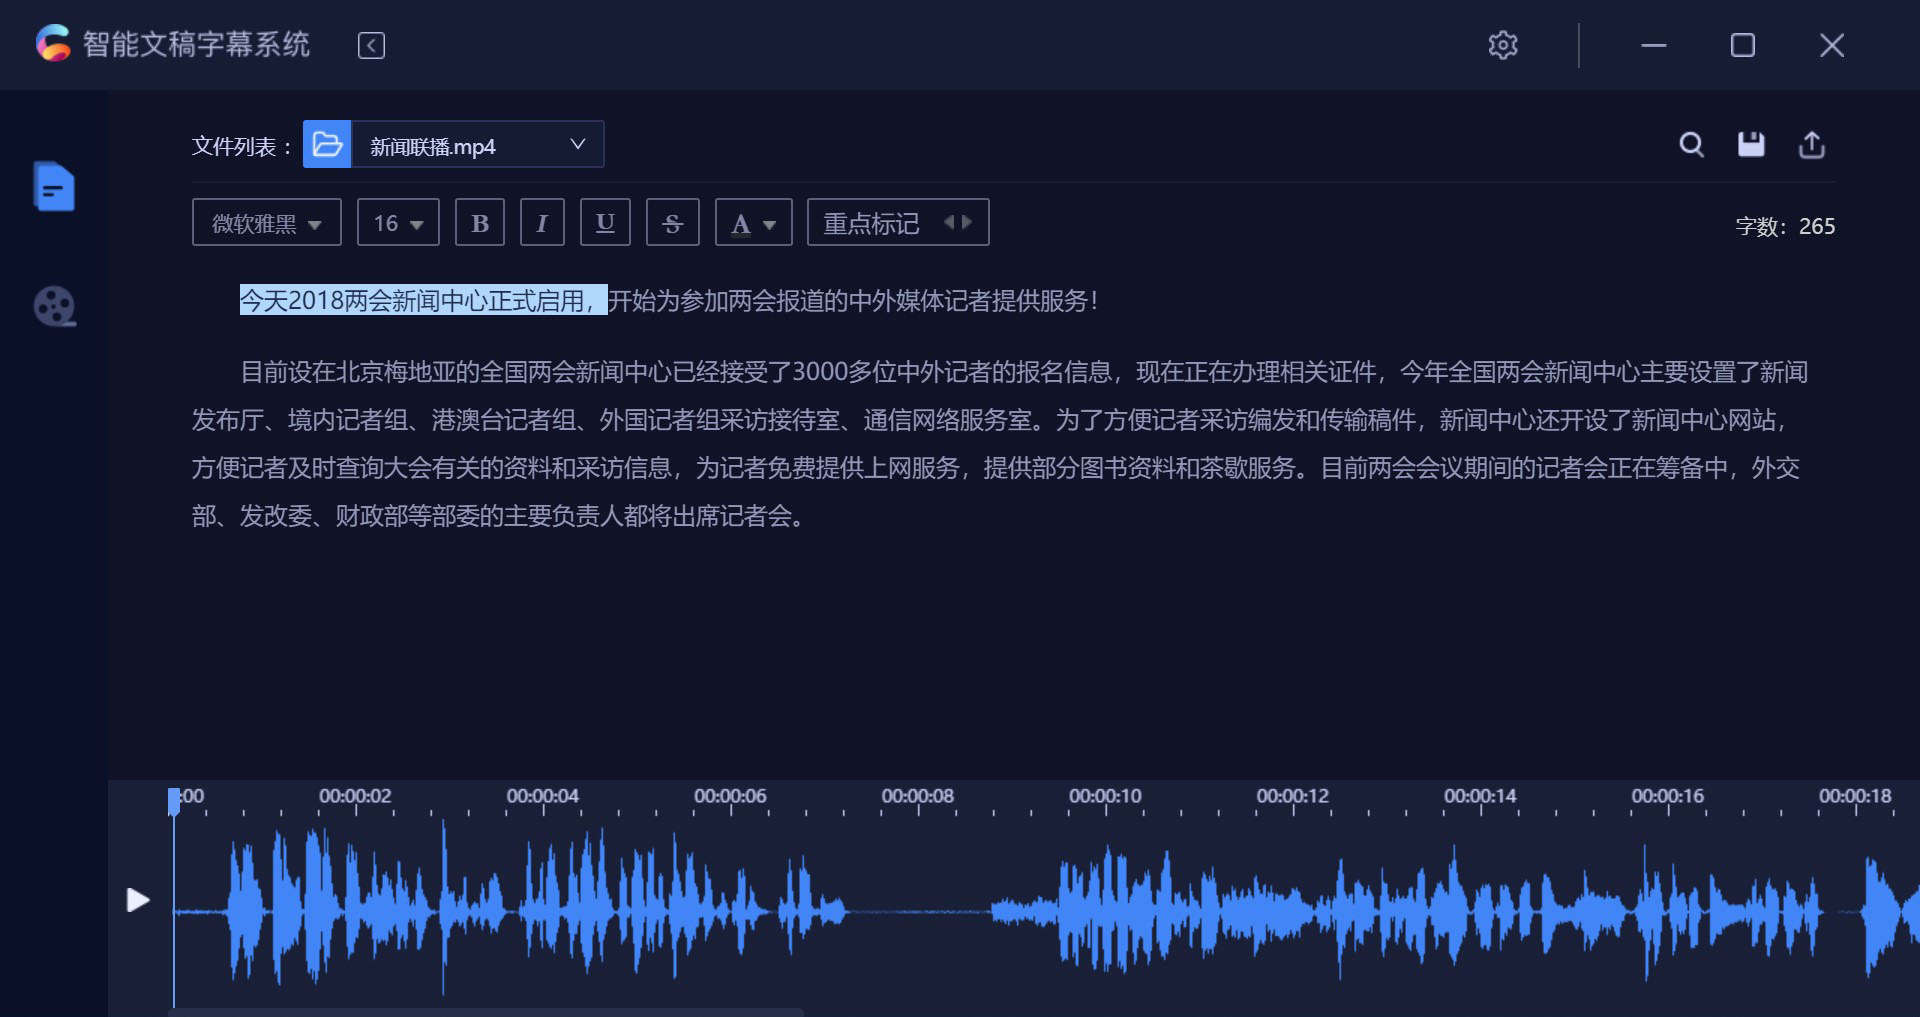 智能文稿字幕系统
文件列表： 新闻联播.mp4
微软雅黑 16 B I U S A 重点标记 字数：265
今天2018两会新闻中心正式启用，开始为参加两会报道的中外媒体记者提供服务！
目前设在北京梅地亚的全国两会新闻中心已经接受了3000多位中外记者的报名信息，现在正在办理相关证件，今年全国两会新闻中心主要设置了新闻
发布厅、境内记者组、港澳台记者组、外国记者组采访接待室、通信网络服务室。为了方便记者采访编发和传输稿件，新闻中心还开设了新闻中心网站，
方便记者及时查询大会有关的资料和采访信息，为记者免费提供上网服务，提供部分图书资料和茶歇服务。目前两会会议期间的记者会正在筹备中，外交
部、发改委、财政部等部委的主要负责人都将出席记者会。
:00 00:00:02 00:00:04 00:00:06 00:00:08 00:00:10 00:00:12 00:00:14 00:00:16 00:00:18